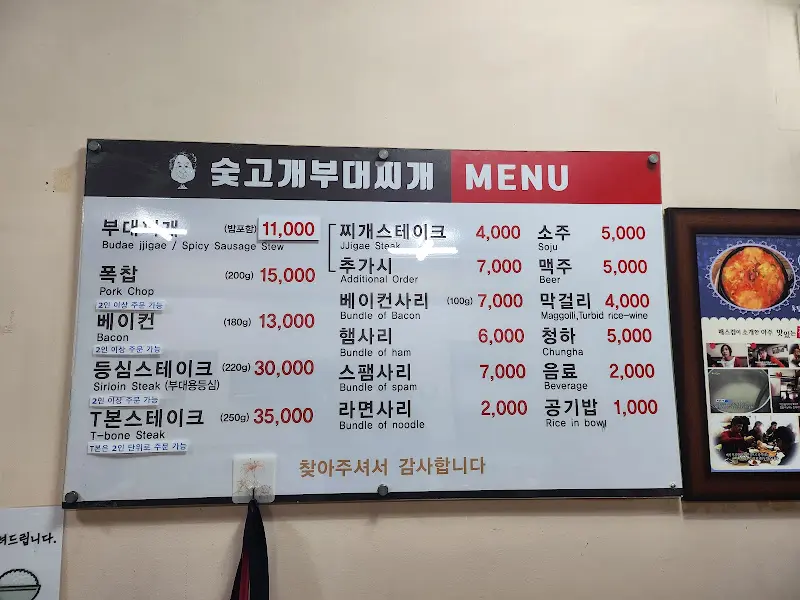 숯고개부대찌개 MENU
부대찌개 (밥포함) 11,000
Budae jjigae / Spicy Sausage Stew
폭찹 (200g) 15,000
Pork Chop
2인 이상 주문 가능
베이컨 (180g) 13,000
Bacon
2인 이상 주문 가능
등심스테이크 (220g) 30,000
Sirloin Steak (부대용등심)
2인 이상 주문 가능
T본스테이크 (250g) 35,000
T-bone Steak
T본은 2인 단위로 주문 가능
찌개스테이크 4,000
JJigae Steak
추가시 7,000
Additional Order
베이컨사리 (100g) 7,000
Bundle of Bacon
햄사리 6,000
Bundle of ham
스팸사리 7,000
Bundle of spam
라면사리 2,000
Bundle of noodle
소주 5,000
Soju
맥주 5,000
Beer
막걸리 4,000
Maggolli,Turbid rice-wine
청하 5,000
Chungha
음료 2,000
Beverage
공기밥 1,000
Rice in bowl
찾아주셔서 감사합니다
려드립니다.